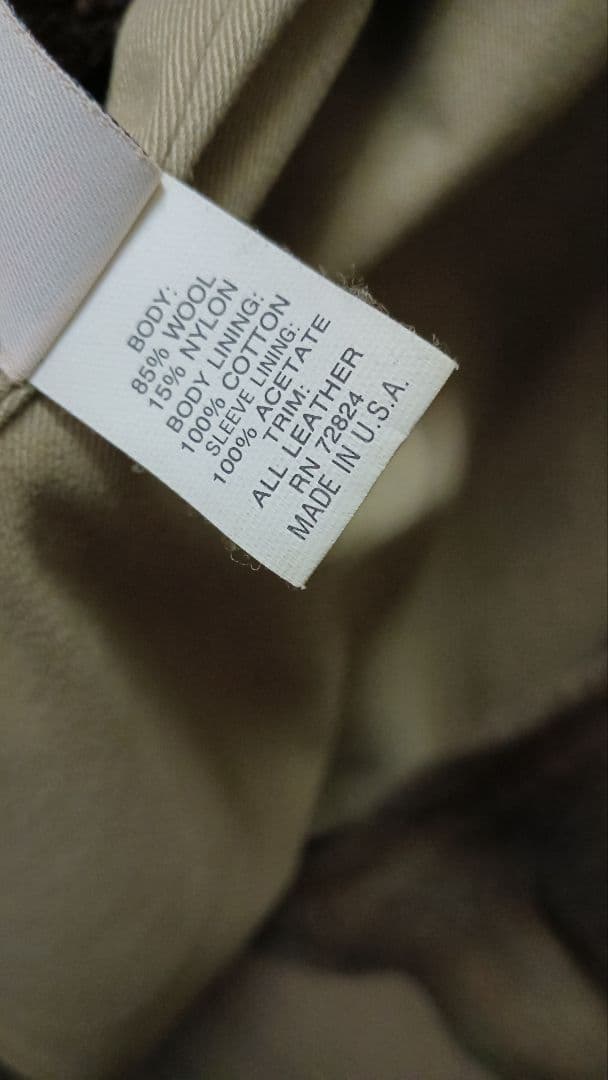 BODY:
85% WOOL
15% NYLON
BODY LINING:
100% COTTON
SLEEVE LINING:
100% ACETATE
TRIM:
ALL LEATHER
RN 72824
MADE IN U.S.A.